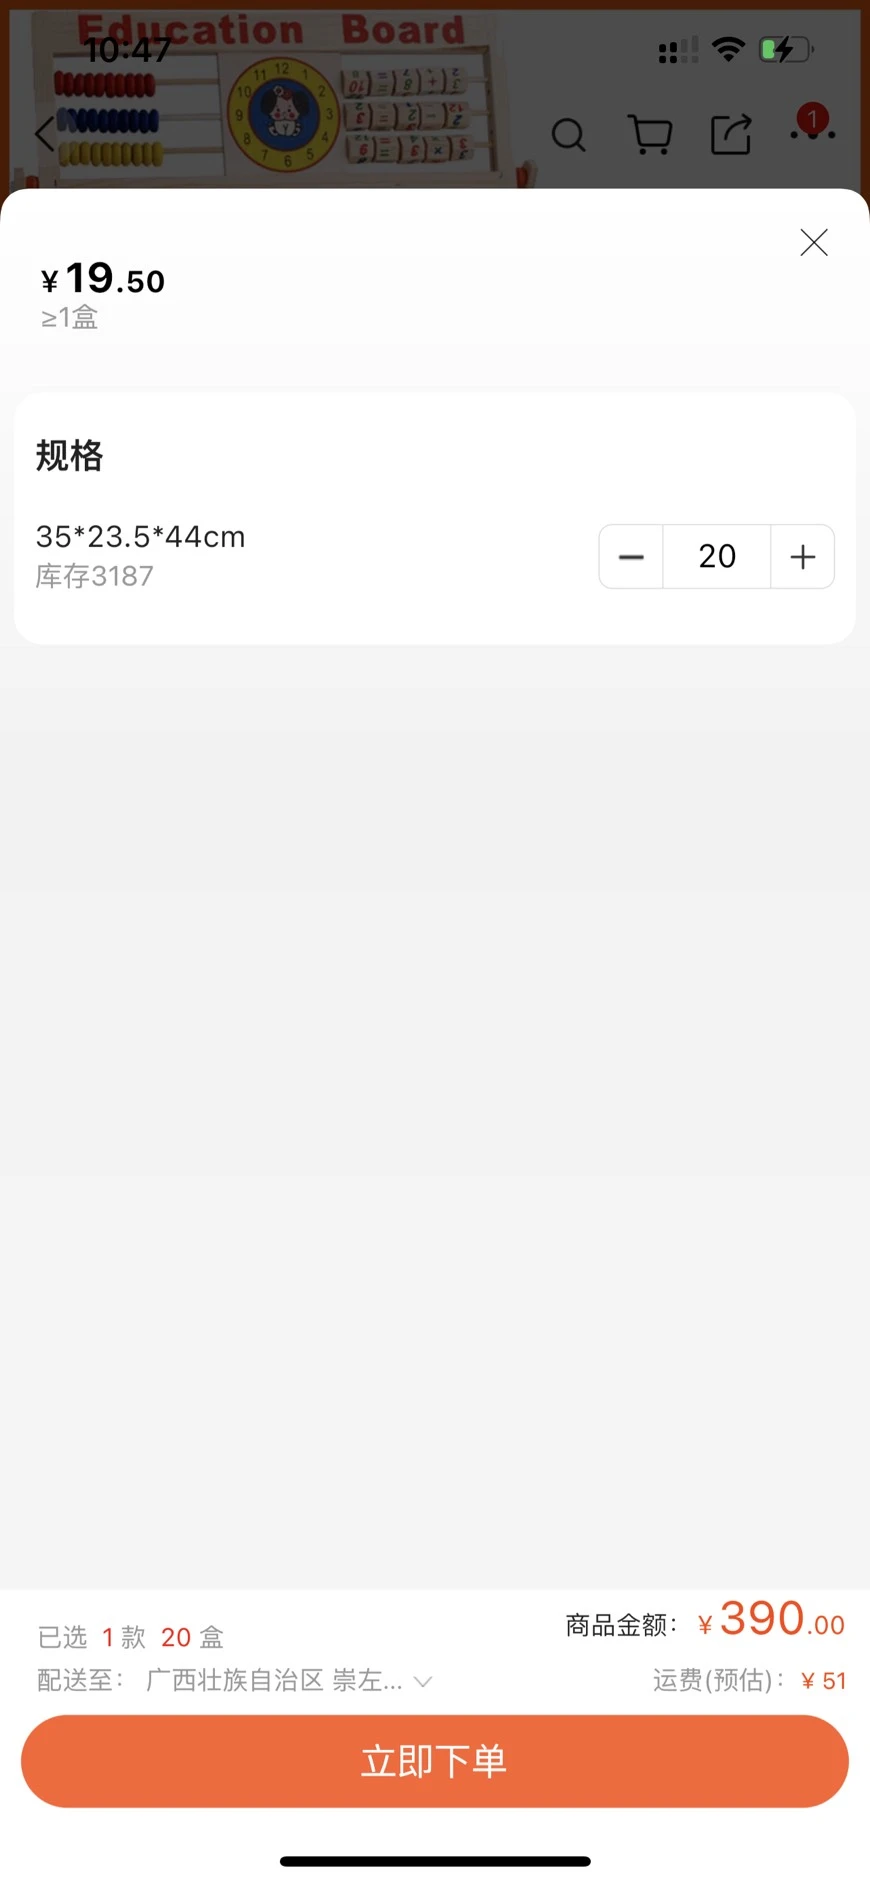 Education Board
10:47
1
¥19.50
≥1盒
规格
35*23.5*44cm
库存3187
20
已选 1 款 20 盒
商品金额: ¥390.00
配送至: 广西壮族自治区 崇左...
运费(预估): ¥ 51
立即下单